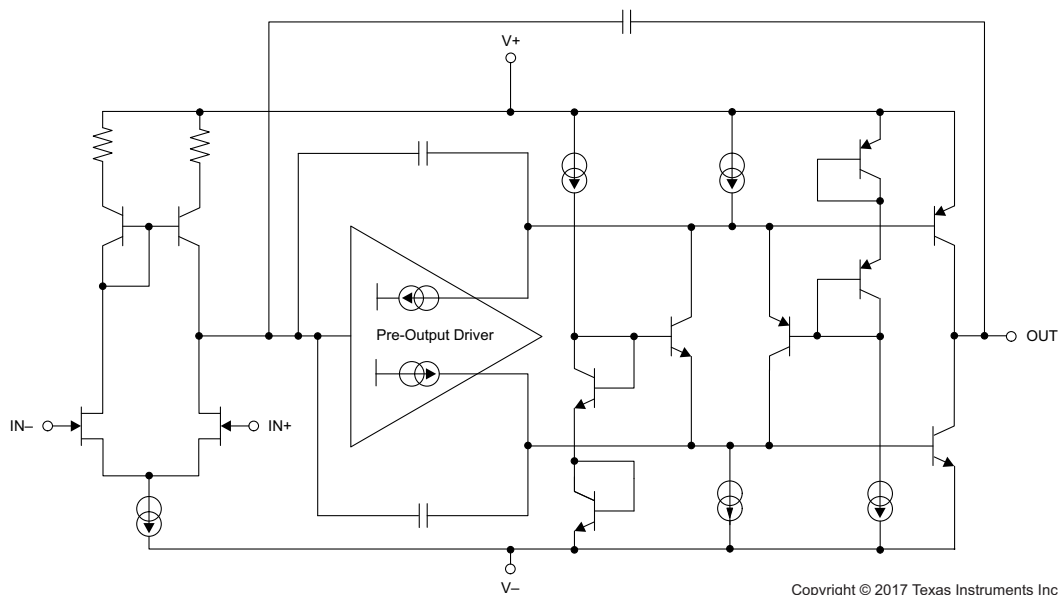 V+
Pre-Output Driver
OUT
IN–
IN+
V–
Copyright © 2017 Texas Instruments Inc